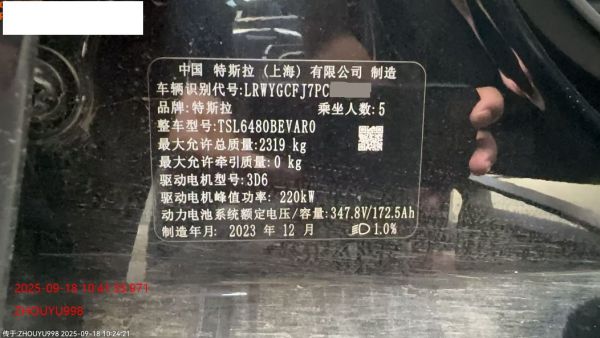 中国 特斯拉 (上海) 有限公司 制造
车辆识别代号:LRWYGCFJ7PC
品牌:特斯拉 乘坐人数:5
整车型号:TSL6480BEVAR0
最大允许总质量:2319 kg
最大允许牵引质量:0 kg
驱动电机型号:3D6
驱动电机峰值功率: 220kW
动力电池系统额定电压/容量:347.8V/172.5Ah
制造年月: 2023 年 12 月 1.0%
2025-09-18
ZHOUYU998
传于:ZHOUYU998 2025-09-18 10:24:21